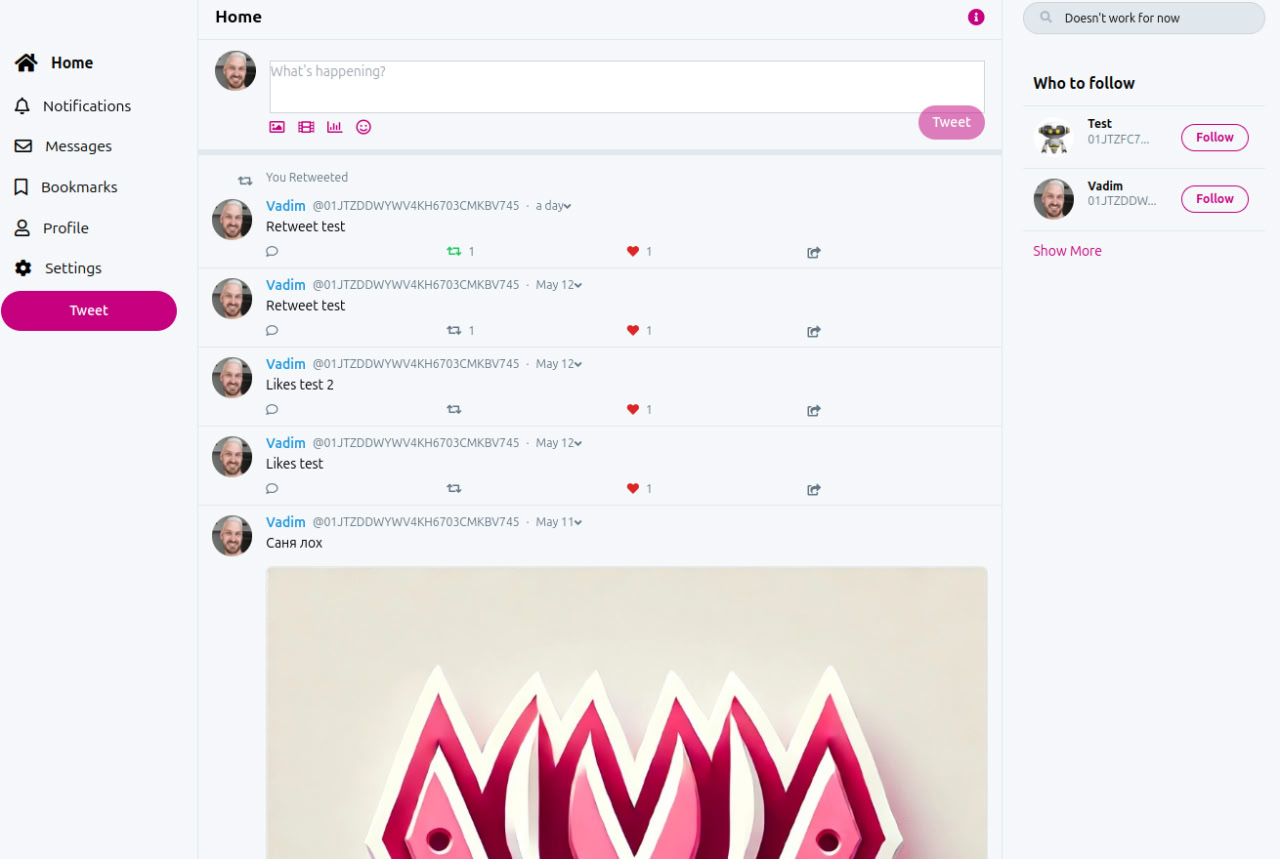 Home
Notifications
Messages
Bookmarks
Profile
Settings
Tweet
Home
What's happening?
Tweet
You Retweeted
Vadim @01JTZDDWYWV4KH6703CMKBV745 · a day
Retweet test
1 1
Vadim @01JTZDDWYWV4KH6703CMKBV745 · May 12
Retweet test
1 1
Vadim @01JTZDDWYWV4KH6703CMKBV745 · May 12
Likes test 2
1
Vadim @01JTZDDWYWV4KH6703CMKBV745 · May 12
Likes test
1
Vadim @01JTZDDWYWV4KH6703CMKBV745 · May 11
Саня лох
Doesn't work for now
Who to follow
Test
01JTZFC7...
Follow
Vadim
01JTZDDW...
Follow
Show More